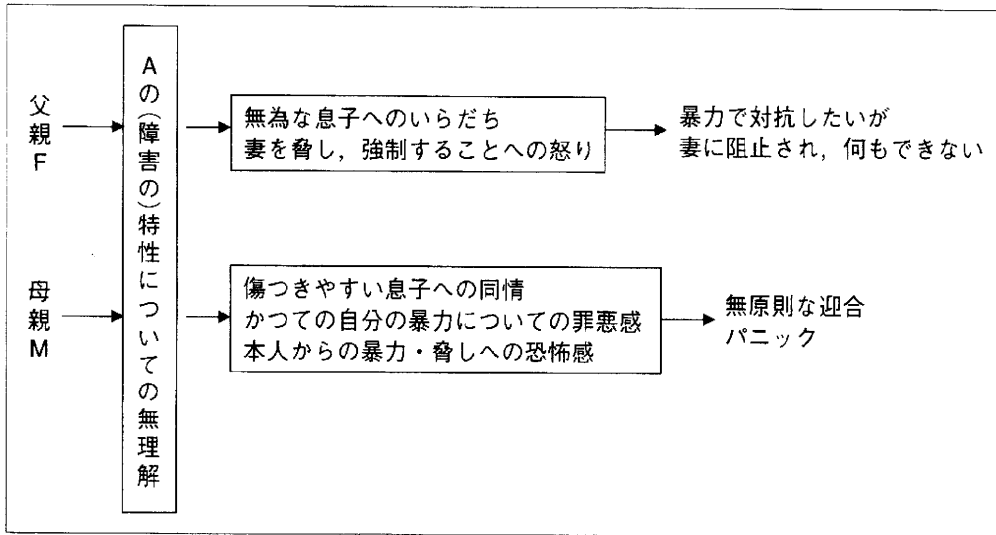 父親F
Aの(障害の)特性についての無理解
無為な息子へのいらだち
妻を脅し，強制することへの怒り
暴力で対抗したいが
妻に阻止され，何もできない
母親M
傷つきやすい息子への同情
かつての自分の暴力についての罪悪感
本人からの暴力・脅しへの恐怖感
無原則な迎合
パニック